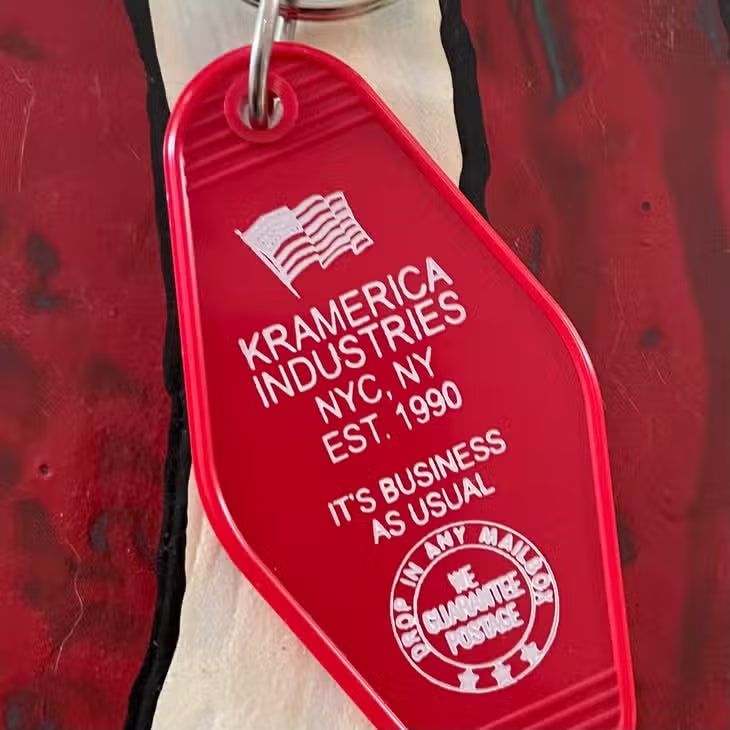 KRAMERICA
INDUSTRIES
NYC, NY
EST. 1990
IT'S BUSINESS
AS USUAL
DROP IN ANY MAILBOX
WE
GUARANTEE
POSTAGE